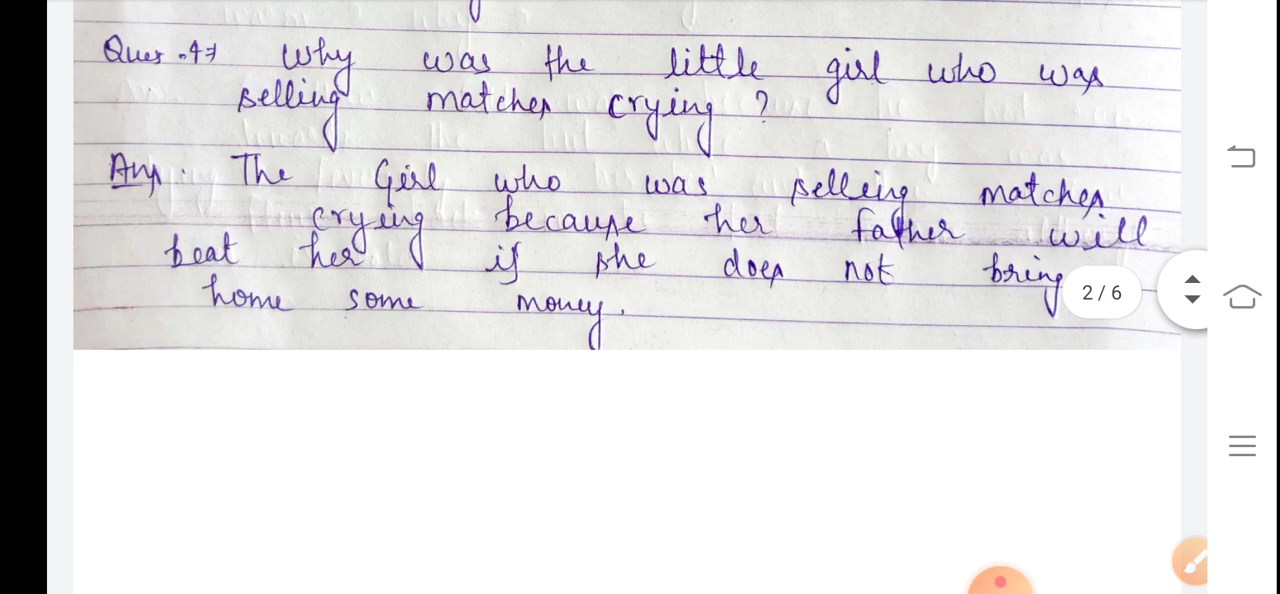 Ques.4⇒ Why was the little girl who was
selling matches crying ?
Ans. The Girl who was selling matches
crying because her father will
beat her if she does not bring
home some money.
2 / 6